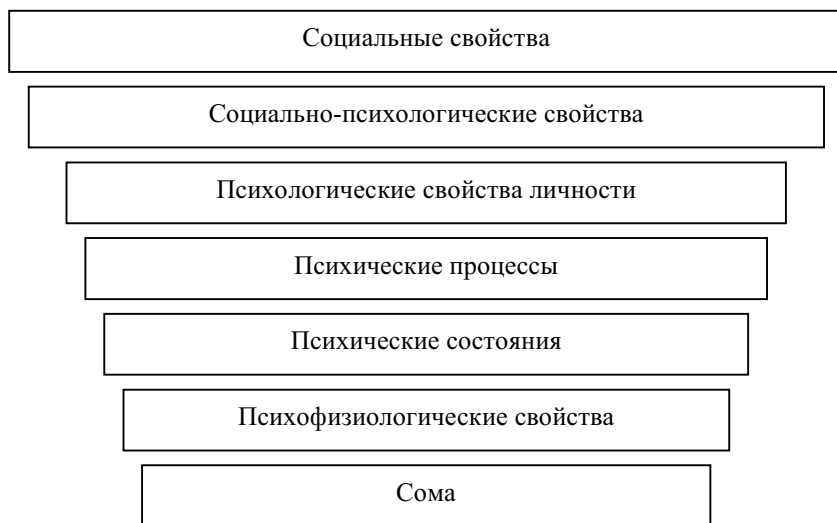 Социальные свойства
Социально-психологические свойства
Психологические свойства личности
Психические процессы
Психические состояния
Психофизиологические свойства
Сома